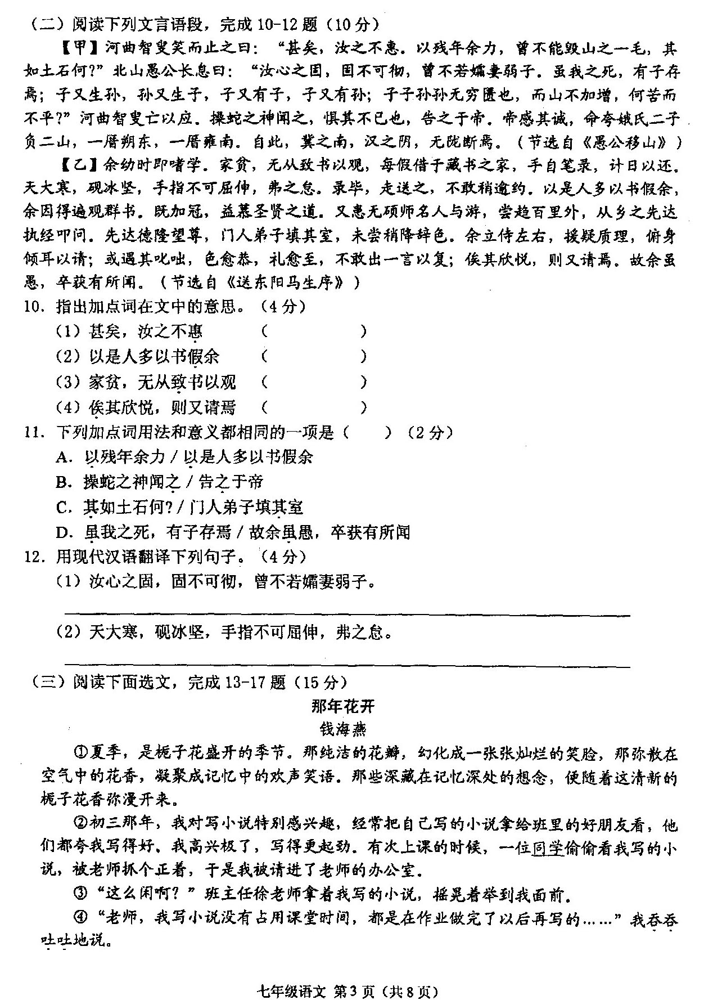 （二）阅读下列文言语段，完成 10-12 题（10 分）
【甲】河曲智叟笑而止之曰：“甚矣，汝之不惠。以残年余力，曾不能毁山之一毛，其
如土石何?”北山愚公长息曰：“汝心之固，固不可彻，曾不若孀妻弱子。虽我之死，有子存
焉；子又生孙，孙又生子，子又有子，子又有孙；子子孙孙无穷匮也，而山不加增，何苦而
不平?”河曲智叟亡以应。操蛇之神闻之，惧其不已也，告之于帝。帝感其诚，命夸娥氏二子
负二山，一厝朔东，一厝雍南。自此，冀之南，汉之阴，无陇断焉。（节选自《愚公移山》）
【乙】余幼时即嗜学。家贫，无从致书以观，每假借于藏书之家，手自笔录，计日以还。
天大寒，砚冰坚，手指不可屈伸，弗之怠。录毕，走送之，不敢稍逾约。以是人多以书假余，
余因得遍观群书。既加冠，益慕圣贤之道。又患无硕师名人与游，尝趋百里外，从乡之先达
执经叩问。先达德隆望尊，门人弟子填其室，未尝稍降辞色。余立侍左右，援疑质理，俯身
倾耳以请；或遇其叱咄，色愈恭，礼愈至，不敢出一言以复；俟其欣悦，则又请焉。故余虽
愚，卒获有所闻。（节选自《送东阳马生序》）
10．指出加点词在文中的意思。（4 分）
（1）甚矣，汝之不惠 （ ）
（2）以是人多以书假余 （ ）
（3）家贫，无从致书以观 （ ）
（4）俟其欣悦，则又请焉 （ ）
11．下列加点词用法和意义都相同的一项是（ ）（2 分）
A．以残年余力 / 以是人多以书假余
B．操蛇之神闻之 / 告之于帝
C．其如土石何? / 门人弟子填其室
D．虽我之死，有子存焉 / 故余虽愚，卒获有所闻
12．用现代汉语翻译下列句子。（4 分）
（1）汝心之固，固不可彻，曾不若孀妻弱子。
（2）天大寒，砚冰坚，手指不可屈伸，弗之怠。
（三）阅读下面选文，完成 13-17 题（15 分）
那年花开
钱海燕
①夏季，是栀子花盛开的季节。那纯洁的花瓣，幻化成一张张灿烂的笑脸，那弥散在
空气中的花香，凝聚成记忆中的欢声笑语。那些深藏在记忆深处的想念，便随着这清新的
栀子花香弥漫开来。
②初三那年，我对写小说特别感兴趣，经常把自己写的小说拿给班里的好朋友看，他
们都夸我写得好。我高兴极了，写得更起劲。有次上课的时候，一位同学偷偷看我写的小
说，被老师抓个正着，于是我被请进了老师的办公室。
③“这么闲啊？”班主任徐老师拿着我写的小说，摇晃着举到我面前。
④“老师，我写小说没有占用课堂时间，都是在作业做完了以后再写的……”我吞吞
吐吐地说。
七年级语文 第 3 页（共 8 页）